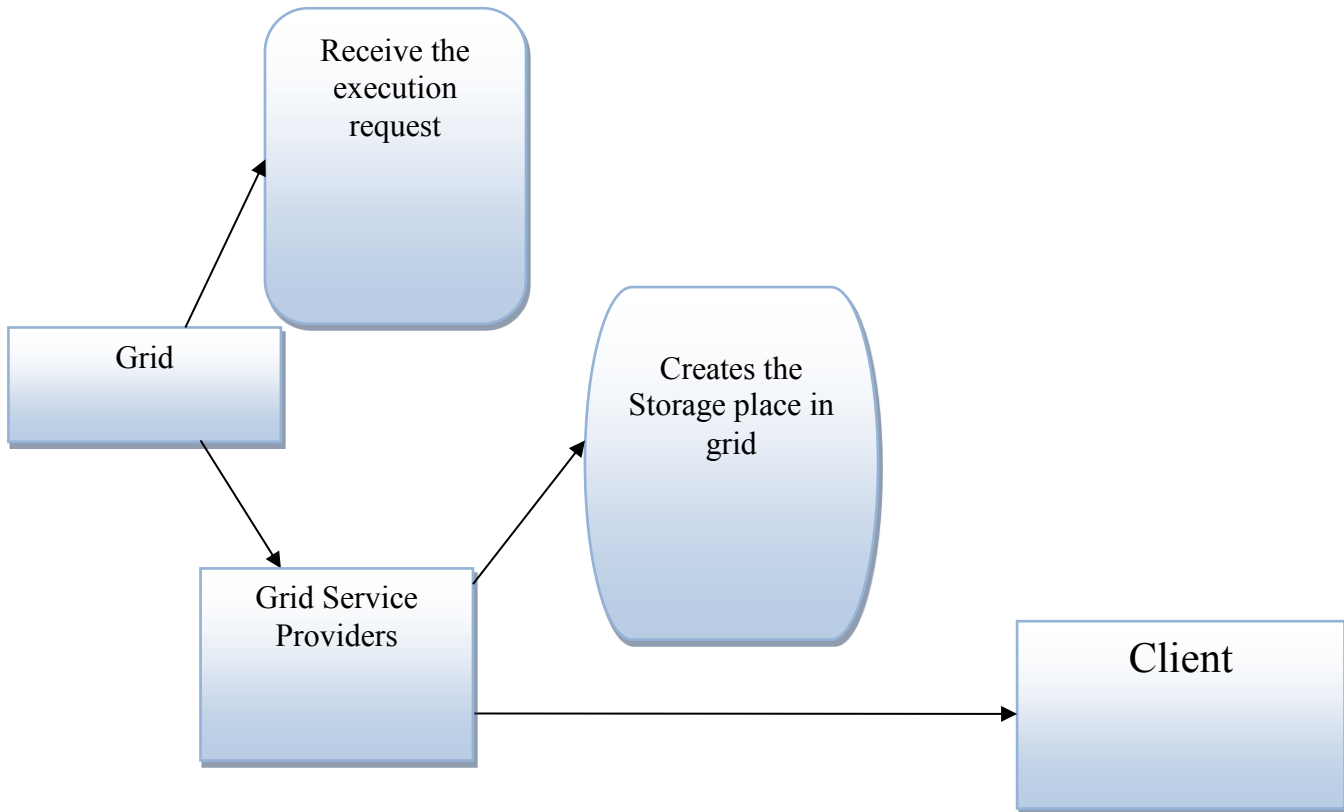 Receive the
execution
request
Grid
Creates the
Storage place in
grid
Grid Service
Providers
Client